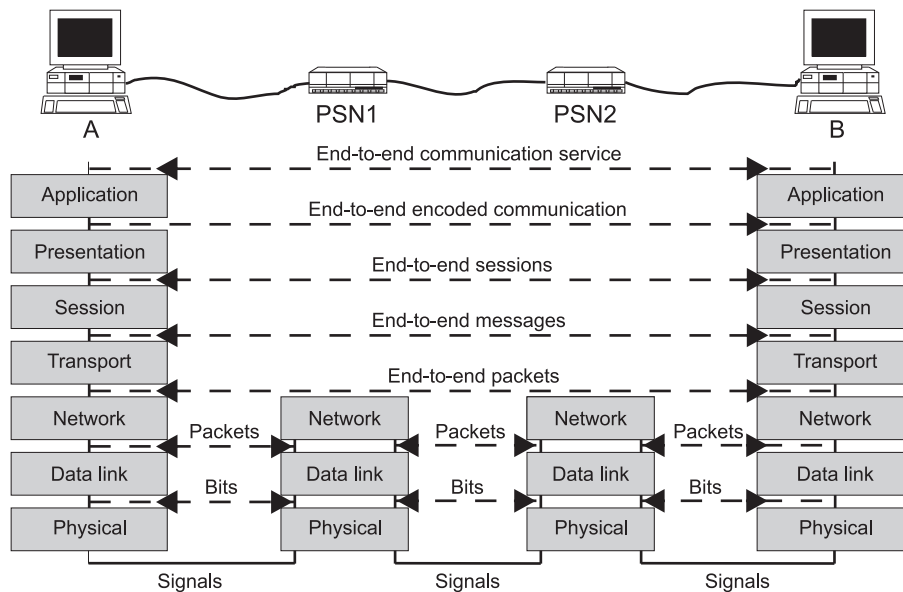 PSN1 PSN2
A B
End-to-end communication service
Application Application
End-to-end encoded communication
Presentation Presentation
End-to-end sessions
Session Session
End-to-end messages
Transport Transport
End-to-end packets
Network Network Network Network
Packets Packets Packets
Data link Data link Data link Data link
Bits Bits Bits
Physical Physical Physical Physical
Signals Signals Signals